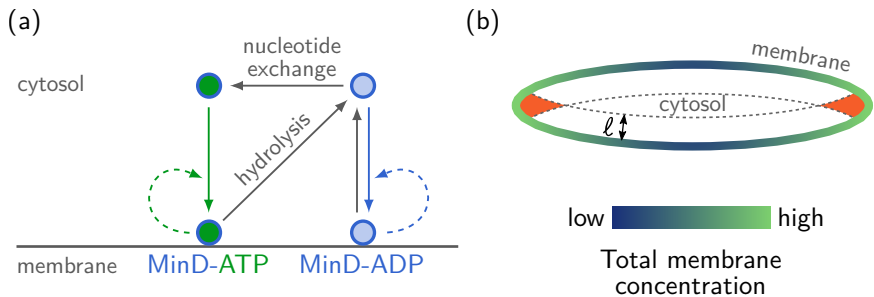 (a)
nucleotide
exchange
cytosol
hydrolysis
membrane
MinD-ATP
MinD-ADP
(b)
membrane
cytosol
ℓ
low
high
Total membrane
concentration